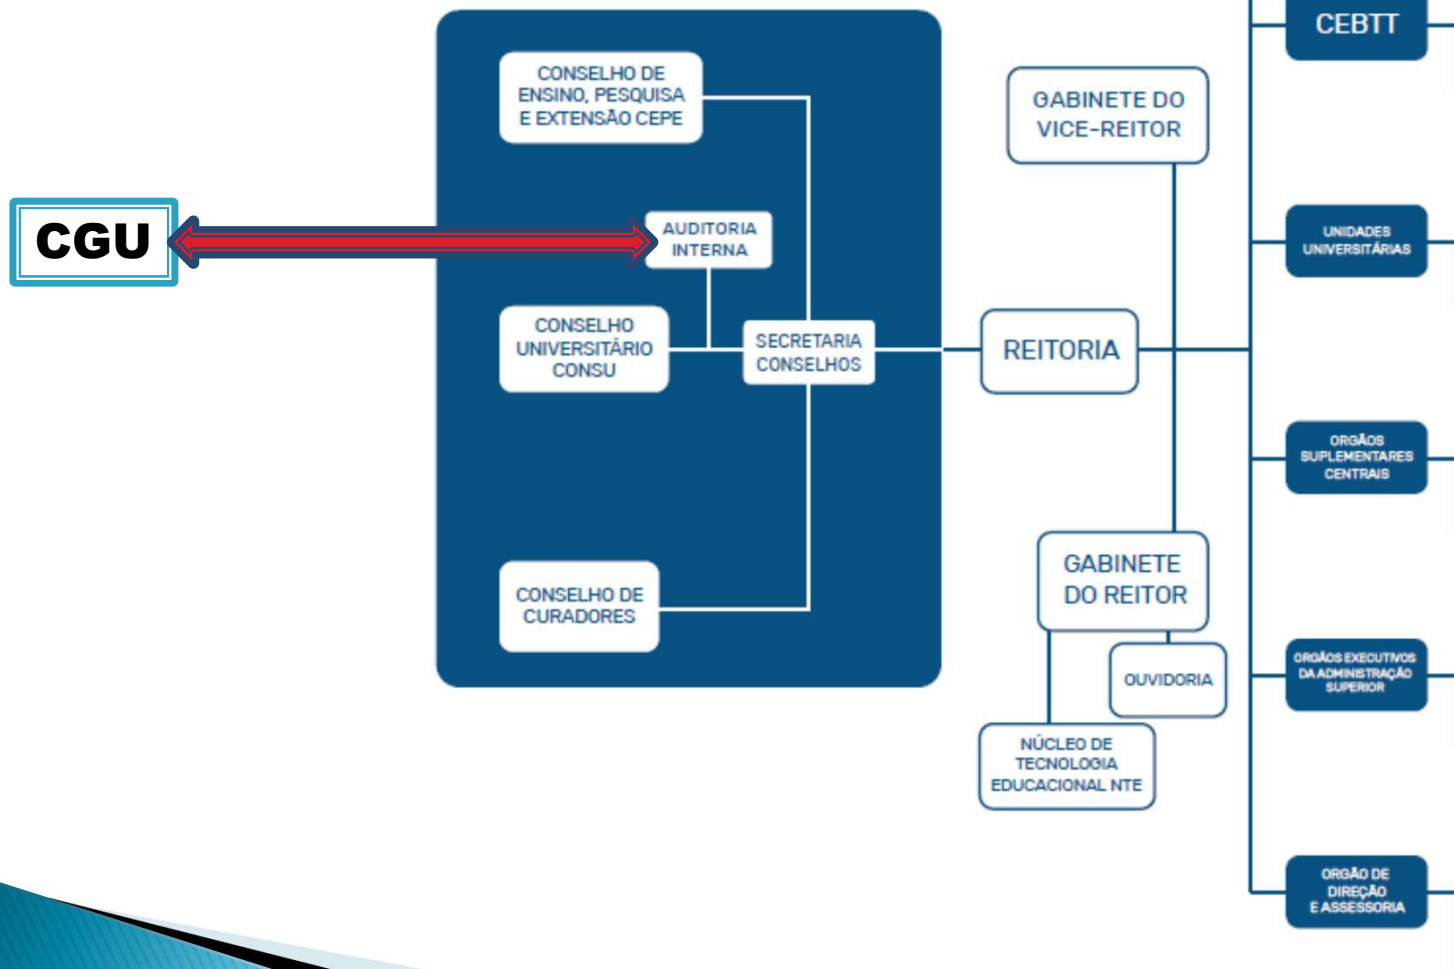 CGU
CONSELHO DE
ENSINO, PESQUISA
E EXTENSÃO CEPE
AUDITORIA
INTERNA
CONSELHO
UNIVERSITÁRIO
CONSU
SECRETARIA
CONSELHOS
CONSELHO DE
CURADORES
GABINETE DO
VICE-REITOR
REITORIA
GABINETE
DO REITOR
OUVIDORIA
NÚCLEO DE
TECNOLOGIA
EDUCACIONAL NTE
CEBTT
UNIDADES
UNIVERSITÁRIAS
ORGÃOS
SUPLEMENTARES
CENTRAIS
ORGÃOS EXECUTIVOS
DA ADMINISTRAÇÃO
SUPERIOR
ORGÃO DE
DIREÇÃO
E ASSESSORIA